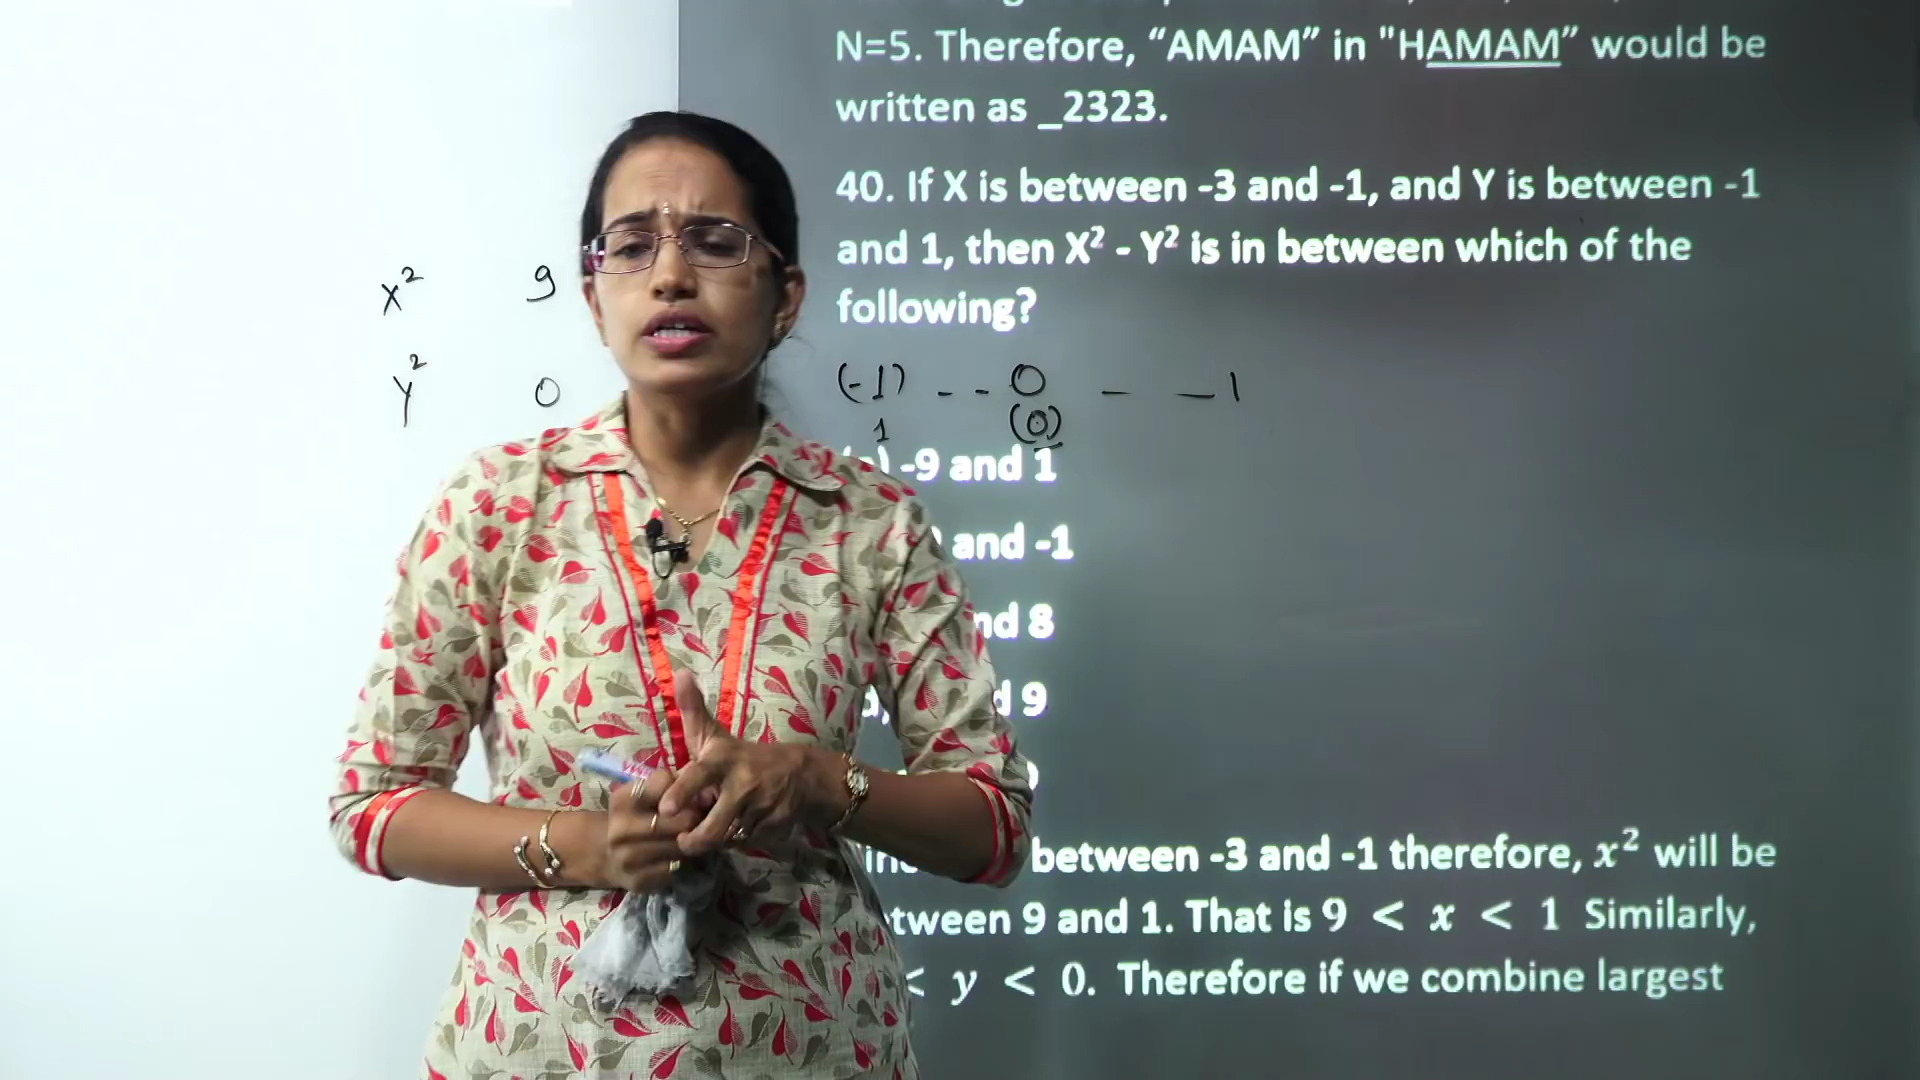 N=5. Therefore, “AMAM” in "HAMAM” would be
written as _2323.
40. If X is between -3 and -1, and Y is between -1
and 1, then X² - Y² is in between which of the
following?
x² 9
y² 0
(-1) - - 0 - - 1
1 (0)
-9 and 1
and -1
8
9
between -3 and -1 therefore, x² will be
9 and 1. That is 9 < x < 1 Similarly,
< y < 0. Therefore if we combine largest